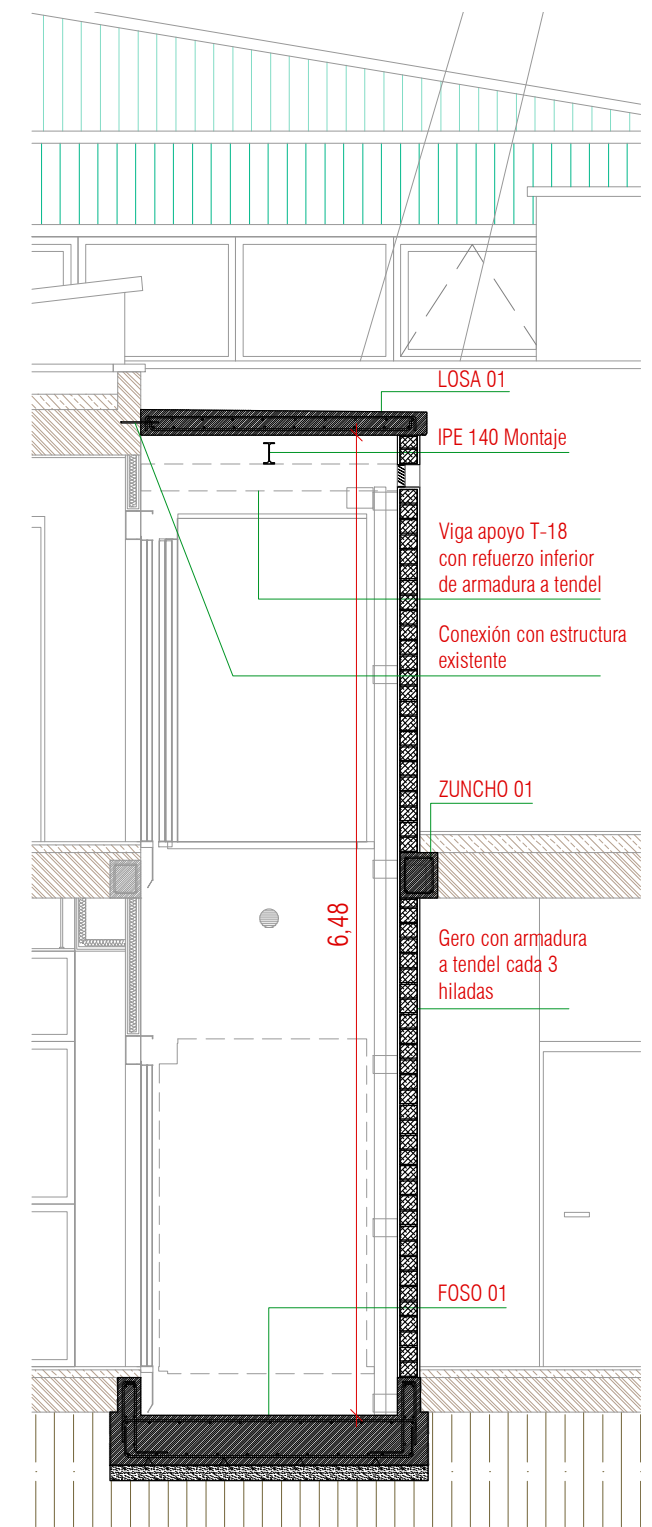 LOSA 01
IPE 140 Montaje
Viga apoyo T-18
con refuerzo inferior
de armadura a tendel
Conexión con estructura
existente
ZUNCHO 01
6,48
Gero con armadura
a tendel cada 3
hiladas
FOSO 01